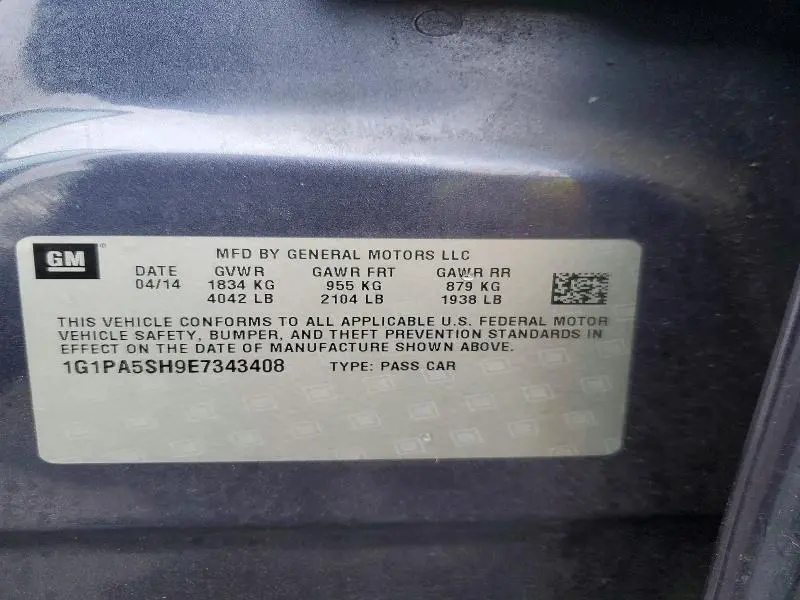 GM
MFD BY GENERAL MOTORS LLC
DATE GVWR GAWR FRT GAWR RR
04/14 1834 KG 955 KG 879 KG
4042 LB 2104 LB 1938 LB
THIS VEHICLE CONFORMS TO ALL APPLICABLE U.S. FEDERAL MOTOR
VEHICLE SAFETY, BUMPER, AND THEFT PREVENTION STANDARDS IN
EFFECT ON THE DATE OF MANUFACTURE SHOWN ABOVE.
1G1PA5SH9E7343408 TYPE: PASS CAR